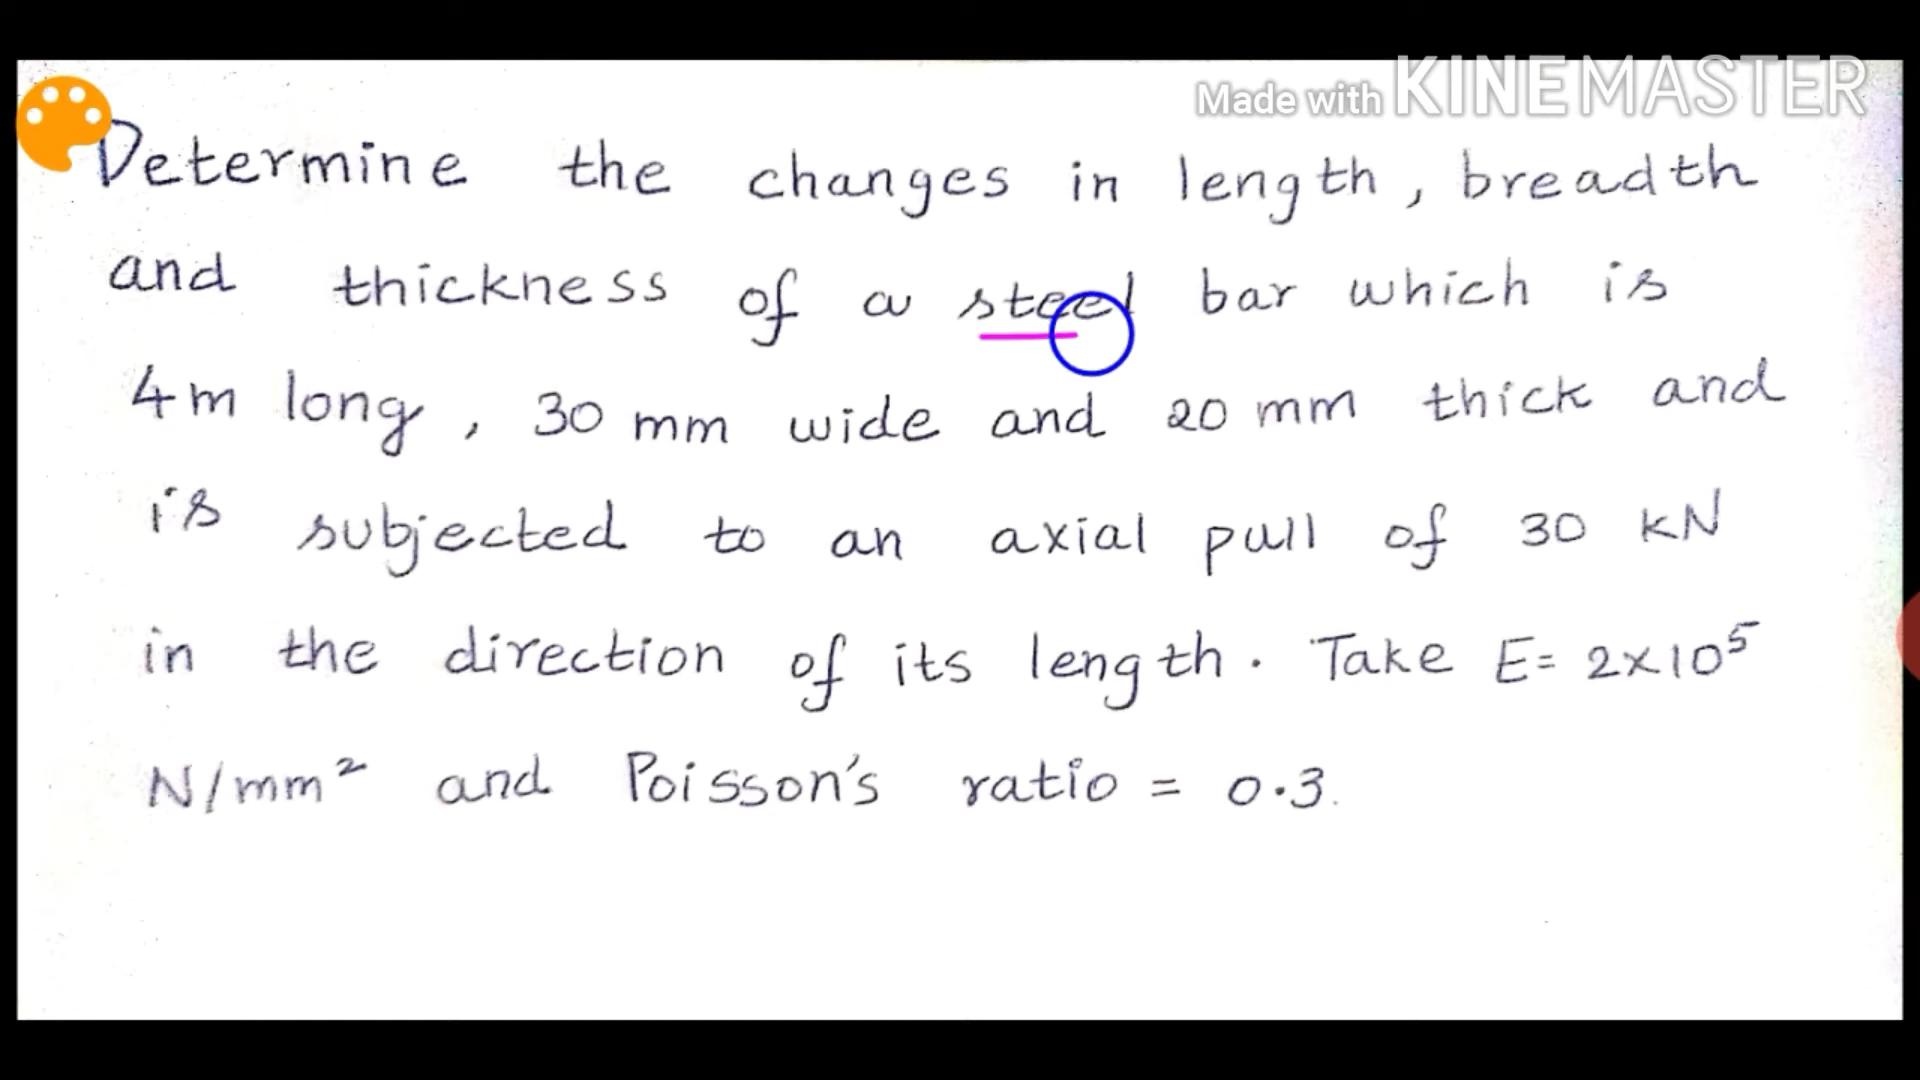 Made with KINEMASTER
Determine the changes in length, breadth
and thickness of a steel bar which is
4m long, 30 mm wide and 20 mm thick and
is subjected to an axial pull of 30 kN
in the direction of its length. Take E= 2×10⁵
N/mm² and Poisson's ratio = 0.3.